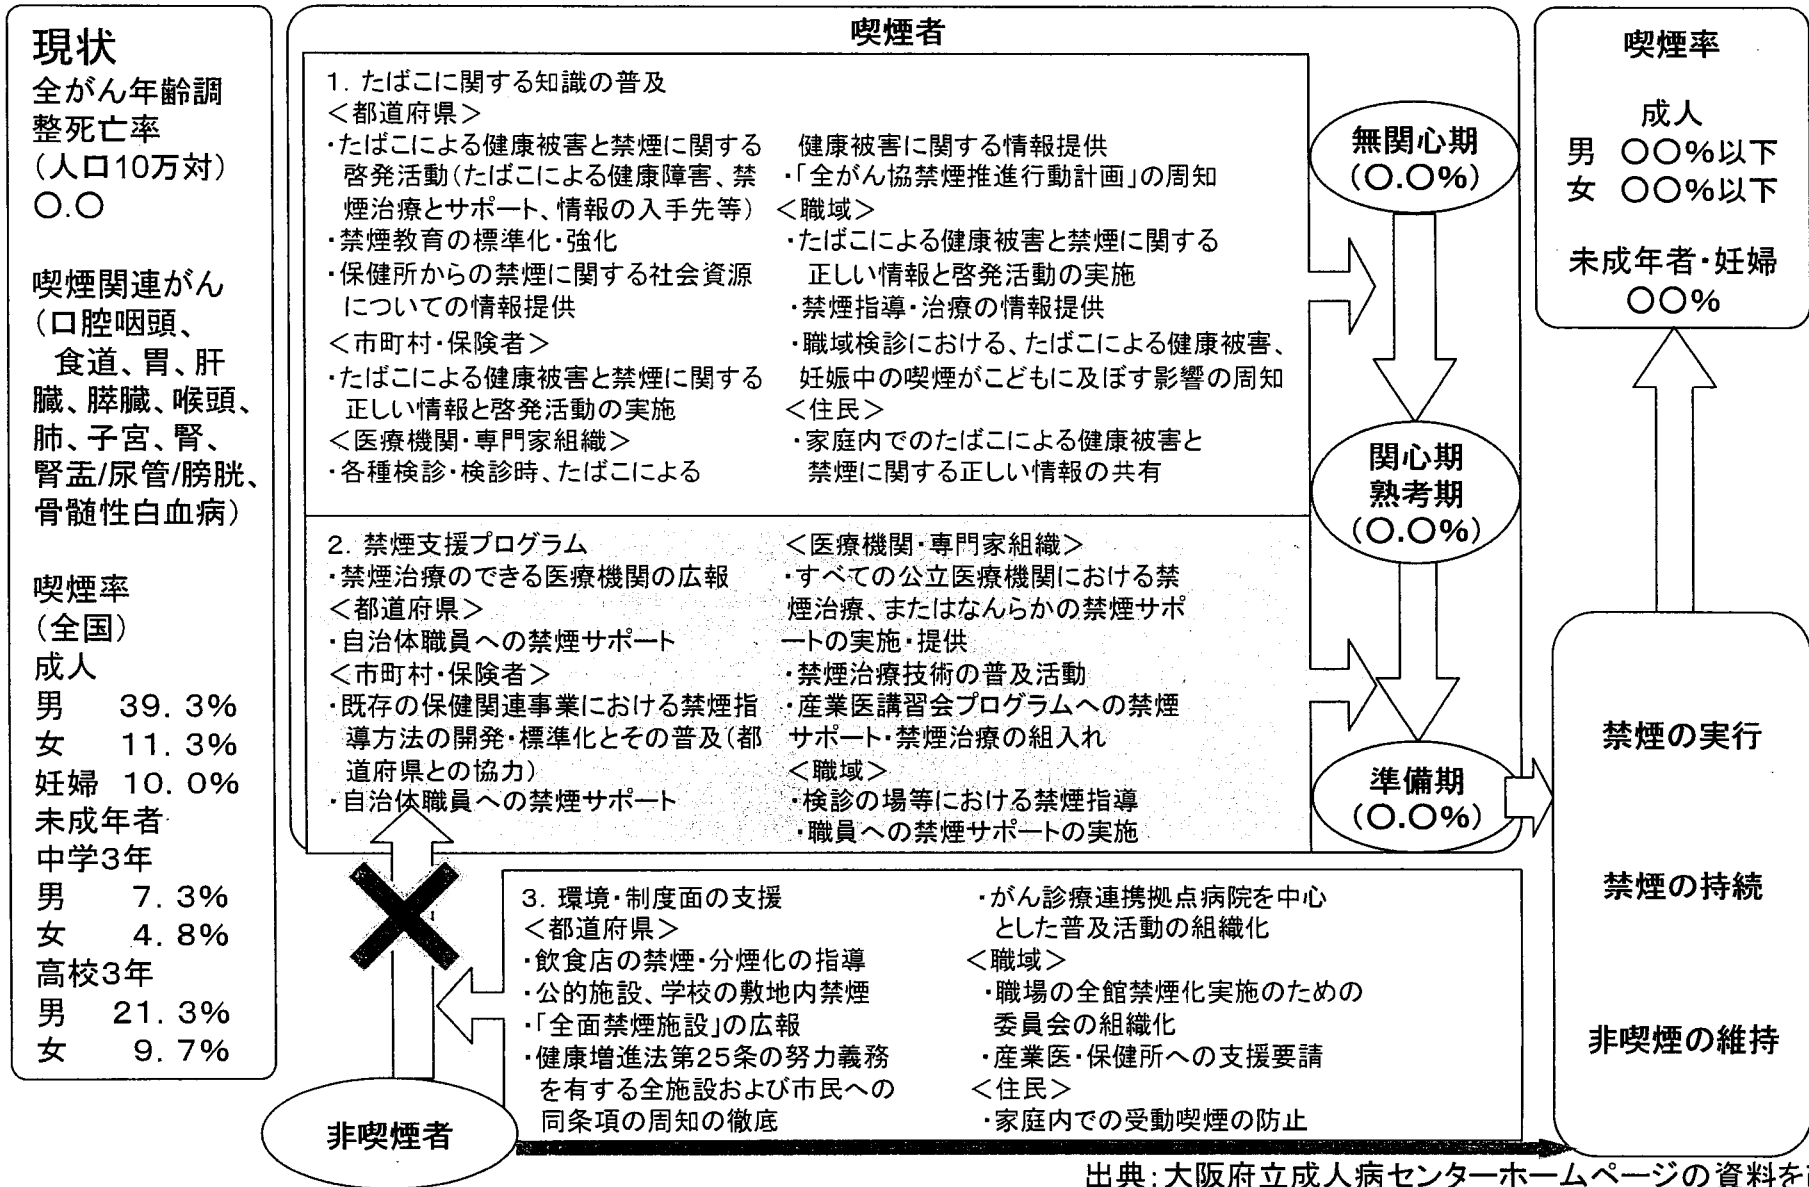 現状
全がん年齢調
整死亡率
(人口10万対)
〇.〇
喫煙関連がん
(口腔咽頭、
食道、胃、肝
臓、膵臓、喉頭、
肺、子宮、腎、
腎盂/尿管/膀胱、
骨髄性白血病)
喫煙率
(全国)
成人
男 39.3%
女 11.3%
妊婦 10.0%
未成年者
中学3年
男 7.3%
女 4.8%
高校3年
男 21.3%
女 9.7%
喫煙者
1. たばこに関する知識の普及
<都道府県>
・たばこによる健康被害と禁煙に関する
啓発活動(たばこによる健康障害、禁
煙治療とサポート、情報の入手先等)
・禁煙教育の標準化・強化
・保健所からの禁煙に関する社会資源
についての情報提供
<市町村・保険者>
・たばこによる健康被害と禁煙に関する
正しい情報と啓発活動の実施
<医療機関・専門家組織>
・各種検診・検診時、たばこによる
健康被害に関する情報提供
・「全がん協禁煙推進行動計画」の周知
<職域>
・たばこによる健康被害と禁煙に関する
正しい情報と啓発活動の実施
・禁煙指導・治療の情報提供
・職域検診における、たばこによる健康被害、
妊娠中の喫煙がこどもに及ぼす影響の周知
<住民>
・家庭内でのたばこによる健康被害と
禁煙に関する正しい情報の共有
2. 禁煙支援プログラム
・禁煙治療のできる医療機関の広報
<都道府県>
・自治体職員への禁煙サポート
<市町村・保険者>
・既存の保健関連事業における禁煙指
導方法の開発・標準化とその普及(都
道府県との協力)
・自治体職員への禁煙サポート
<医療機関・専門家組織>
・すべての公立医療機関における禁
煙治療、またはなんらかの禁煙サポ
ートの実施・提供
・禁煙治療技術の普及活動
・産業医講習会プログラムへの禁煙
サポート・禁煙治療の組入れ
<職域>
・検診の場等における禁煙指導
・職員への禁煙サポートの実施
無関心期
(〇.〇%)
関心期
熟考期
(〇.〇%)
準備期
(〇.〇%)
3. 環境・制度面の支援
<都道府県>
・飲食店の禁煙・分煙化の指導
・公的施設、学校の敷地内禁煙
・「全面禁煙施設」の広報
・健康増進法第25条の努力義務
を有する全施設および市民への
同条項の周知の徹底
・がん診療連携拠点病院を中心
とした普及活動の組織化
<職域>
・職場の全館禁煙化実施のための
委員会の組織化
・産業医・保健所への支援要請
<住民>
・家庭内での受動喫煙の防止
非喫煙者
喫煙率
成人
男 〇〇%以下
女 〇〇%以下
未成年者・妊婦
〇〇%
禁煙の実行
禁煙の持続
非喫煙の維持
出典:大阪府立成人病センターホームページの資料を